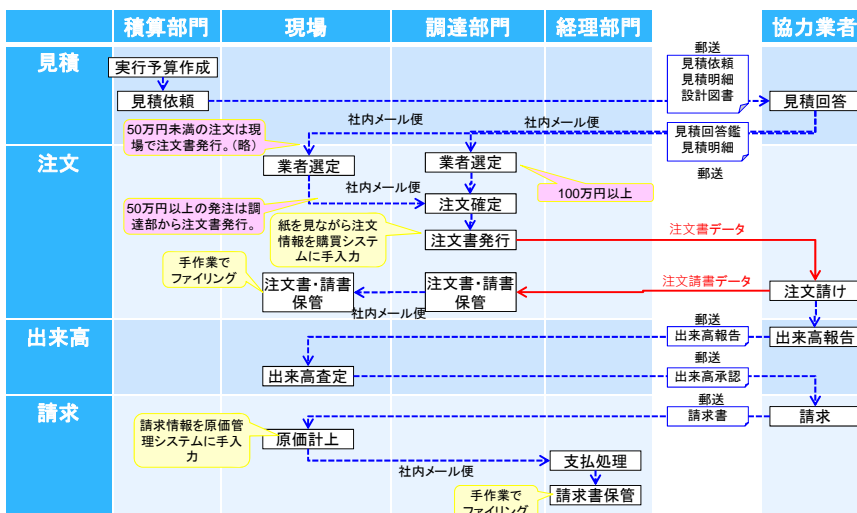 積算部門
現場
調達部門
経理部門
協力業者
見積
実行予算作成
見積依頼
郵送
見積依頼
見積明細
設計図書
見積回答
社内メール便
社内メール便
50万円未満の注文は現
場で注文書発行。(略)
見積回答鑑
見積明細
郵送
注文
業者選定
業者選定
100万円以上
社内メール便
50万円以上の発注は調
達部から注文書発行。
注文確定
紙を見ながら注文
情報を購買システ
ムに手入力
注文書発行
注文書データ
手作業で
ファイリング
注文書・請書
保管
注文書・請書
保管
注文請書データ
注文請け
社内メール便
出来高
郵送
出来高報告
出来高報告
郵送
出来高査定
出来高承認
請求
郵送
請求書
請求
請求情報を原価管
理システムに手入
力
原価計上
社内メール便
支払処理
手作業で
ファイリング
請求書保管